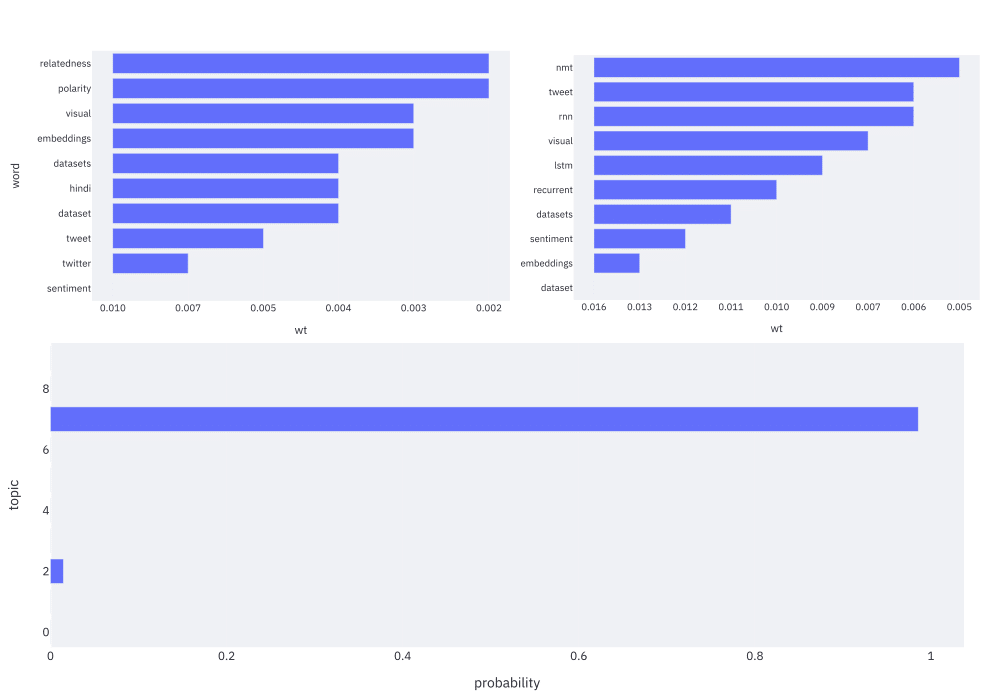 relatedness
polarity
visual
embeddings
datasets
hindi
dataset
tweet
twitter
sentiment
word
0.010 0.007 0.005 0.004 0.003 0.002
wt
nmt
tweet
rnn
visual
lstm
recurrent
datasets
sentiment
embeddings
dataset
0.016 0.013 0.012 0.011 0.010 0.009 0.007 0.006 0.005
wt
8
6
4
2
0
topic
0 0.2 0.4 0.6 0.8 1
probability